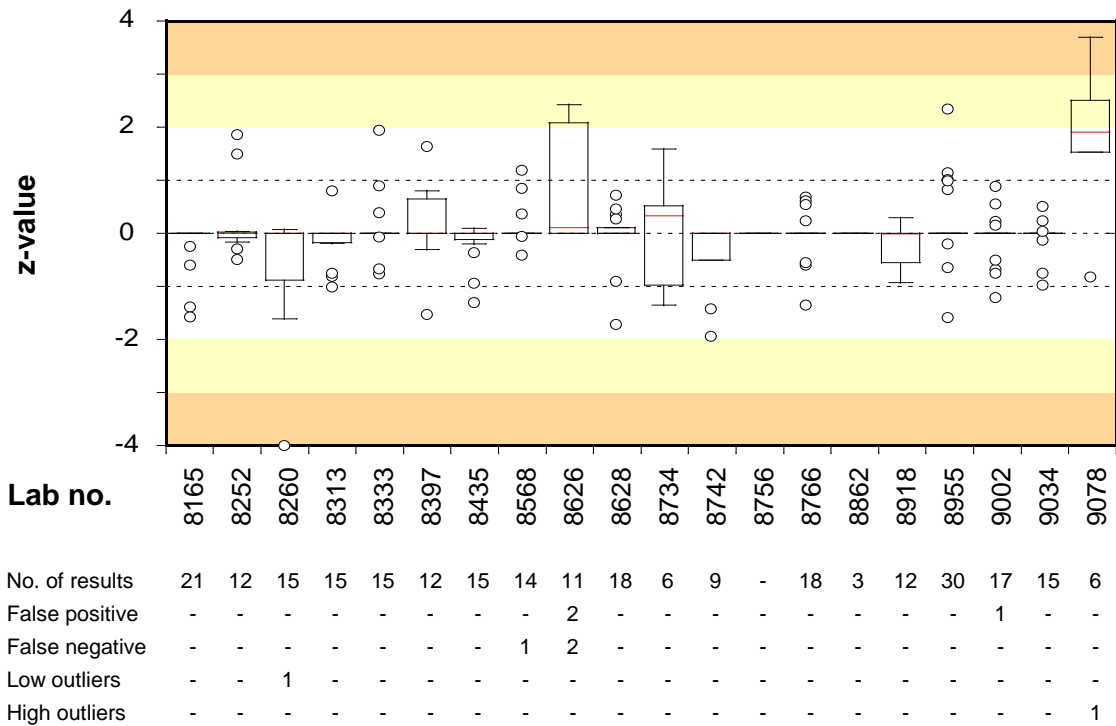 4
2
0
-2
-4
z-value
Lab no.
8165 8252 8260 8313 8333 8397 8435 8568 8626 8628 8734 8742 8756 8766 8862 8918 8955 9002 9034 9078
No. of results 21 12 15 15 15 12 15 14 11 18 6 9 - 18 3 12 30 17 15 6
False positive - - - - - - - - 2 - - - - - - - - 1 - -
False negative - - - - - - - 1 2 - - - - - - - - - - -
Low outliers - - 1 - - - - - - - - - - - - - - - - -
High outliers - - - - - - - - - - - - - - - - - - - 1